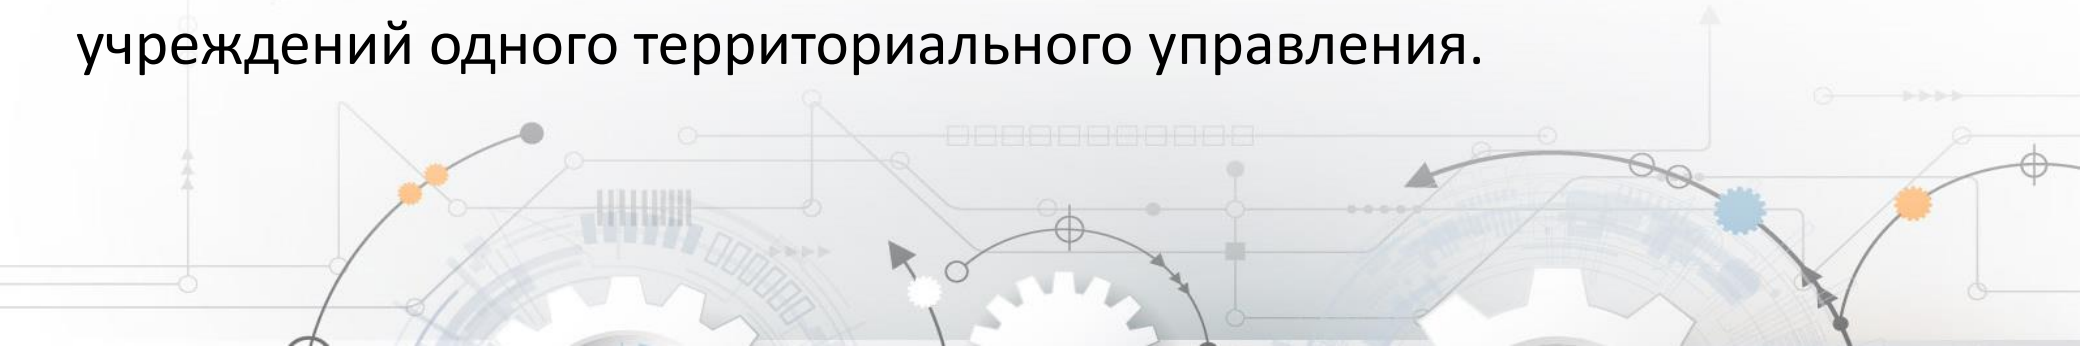 учреждений одного территориального управления.